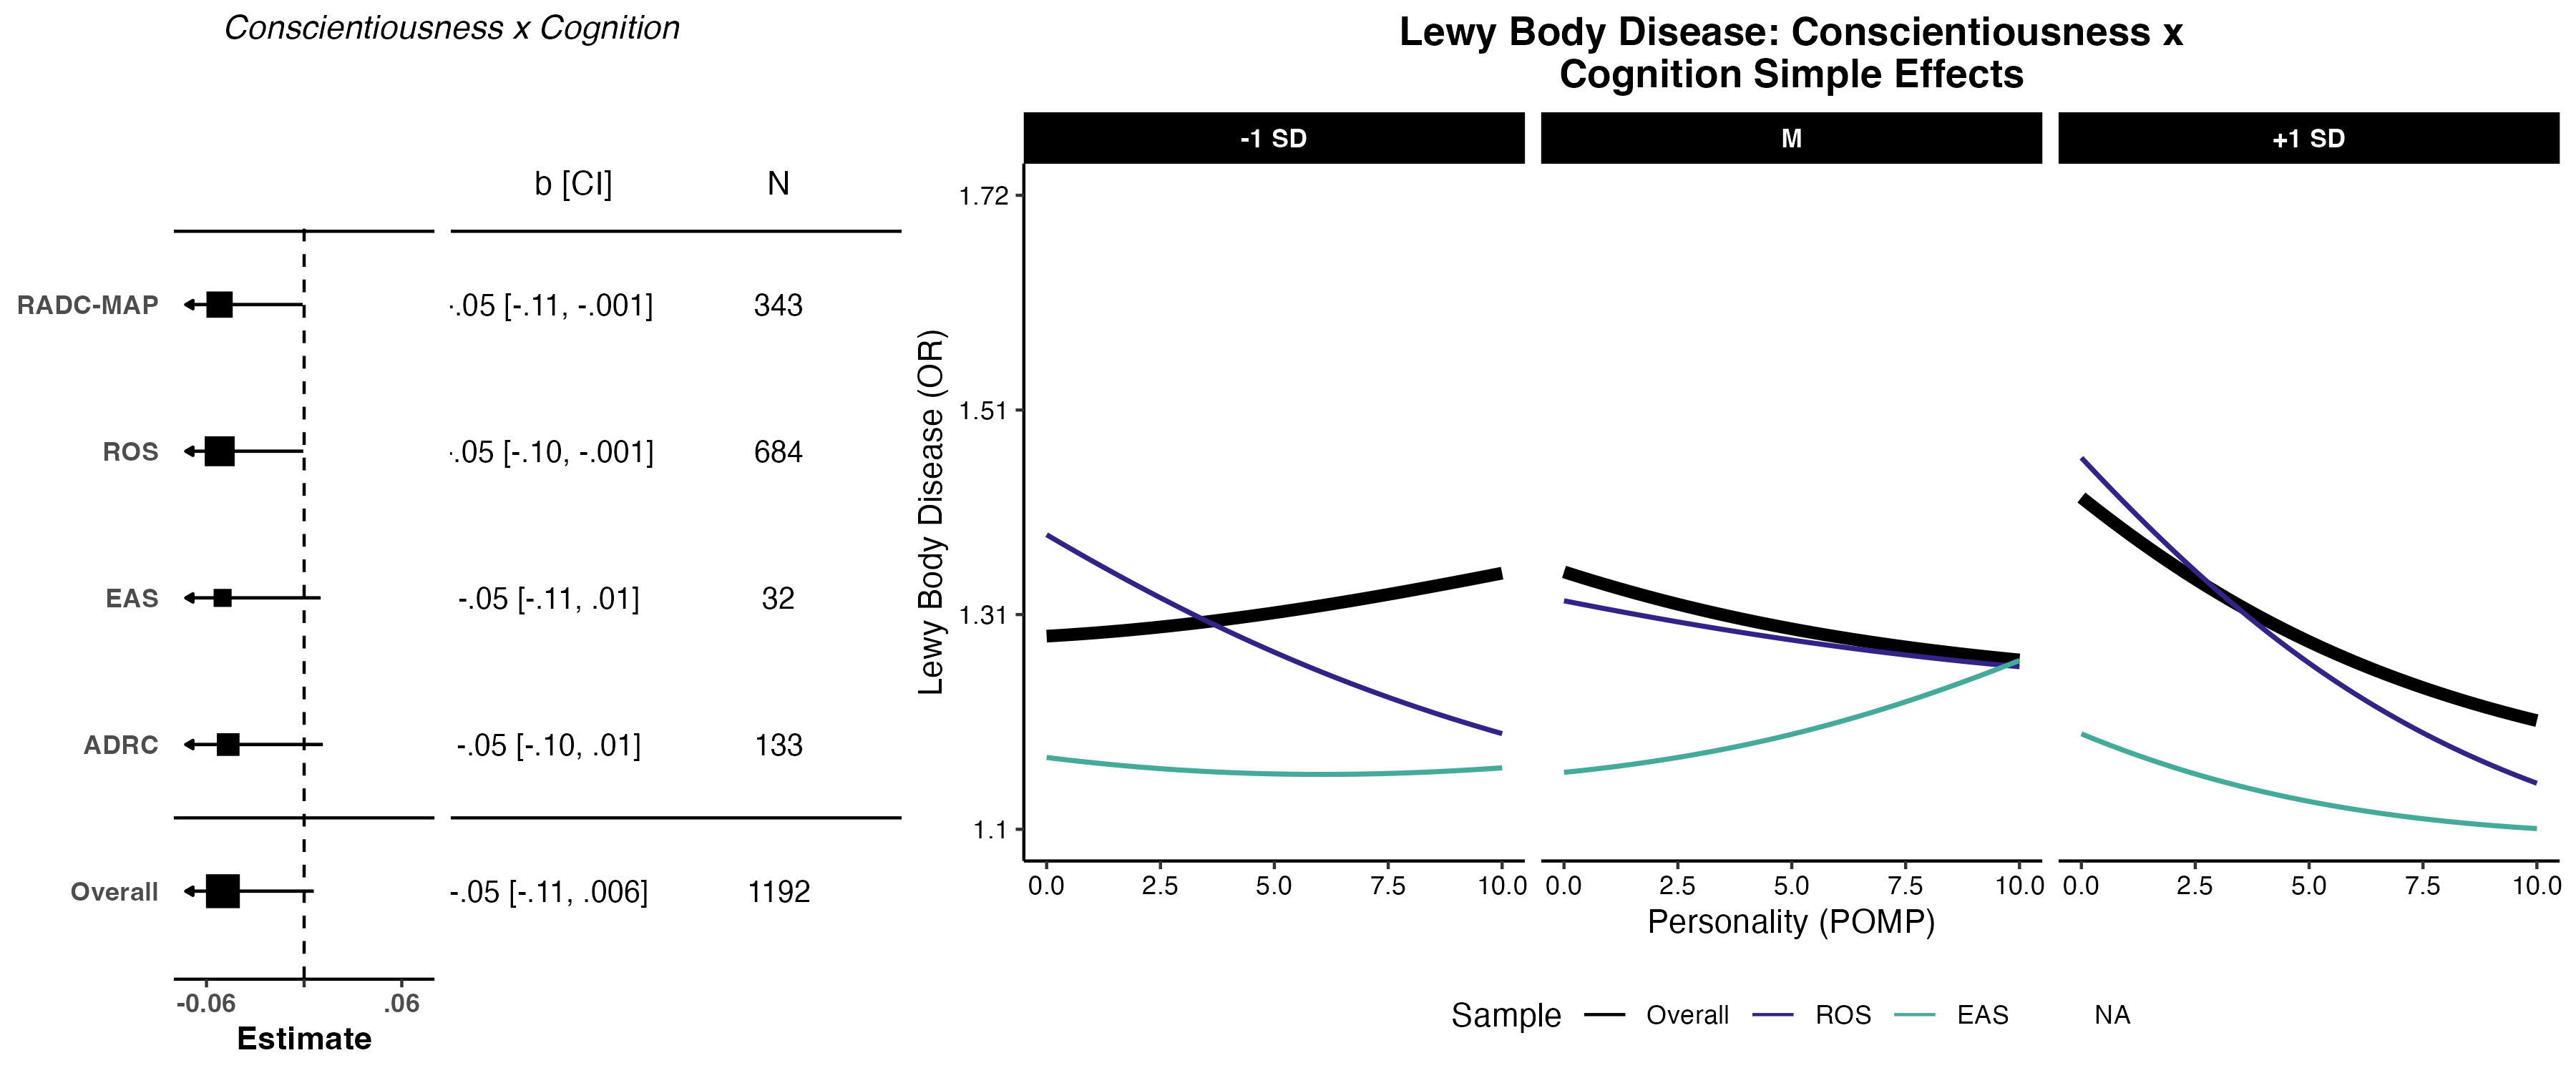 Conscientiousness x Cognition
b [CI] N
RADC-MAP -.05 [-.11, -.001] 343
ROS -.05 [-.10, -.001] 684
EAS -.05 [-.11, .01] 32
ADRC -.05 [-.10, .01] 133
Overall -.05 [-.11, .006] 1192
-0.06 .06
Estimate
Lewy Body Disease: Conscientiousness x
Cognition Simple Effects
-1 SD M +1 SD
Lewy Body Disease (OR)
1.72
1.51
1.31
1.1
0.0 2.5 5.0 7.5 10.0 0.0 2.5 5.0 7.5 10.0 0.0 2.5 5.0 7.5 10.0
Personality (POMP)
Sample Overall ROS EAS NA